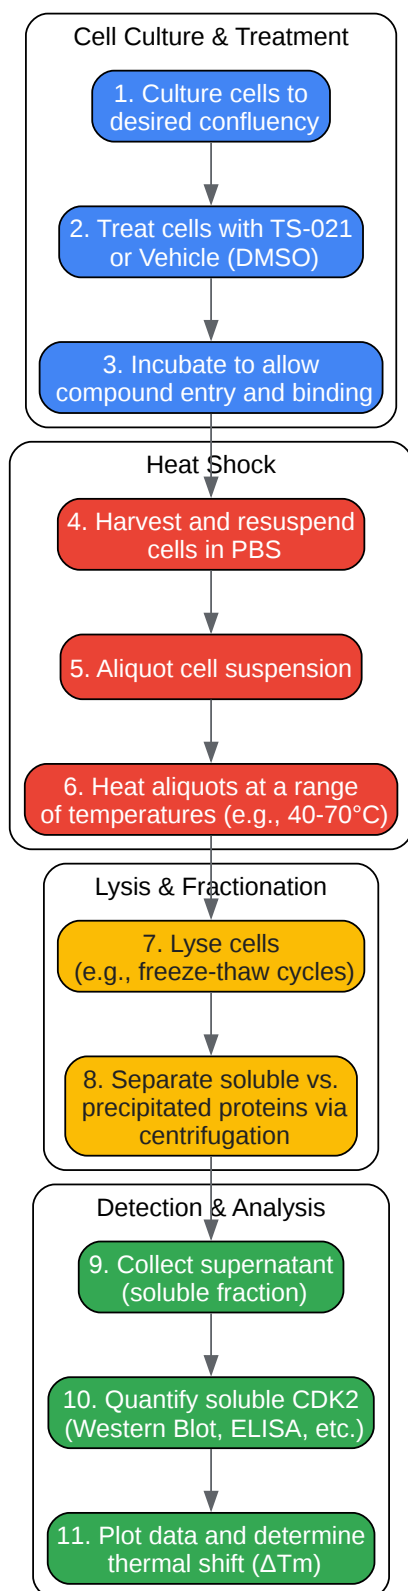 Cell Culture & Treatment
1. Culture cells to
desired confluency
2. Treat cells with TS-021
or Vehicle (DMSO)
3. Incubate to allow
compound entry and binding
Heat Shock
4. Harvest and resuspend
cells in PBS
5. Aliquot cell suspension
6. Heat aliquots at a range
of temperatures (e.g., 40-70°C)
Lysis & Fractionation
7. Lyse cells
(e.g., freeze-thaw cycles)
8. Separate soluble vs.
precipitated proteins via
centrifugation
Detection & Analysis
9. Collect supernatant
(soluble fraction)
10. Quantify soluble CDK2
(Western Blot, ELISA, etc.)
11. Plot data and determine
thermal shift (ΔTm)